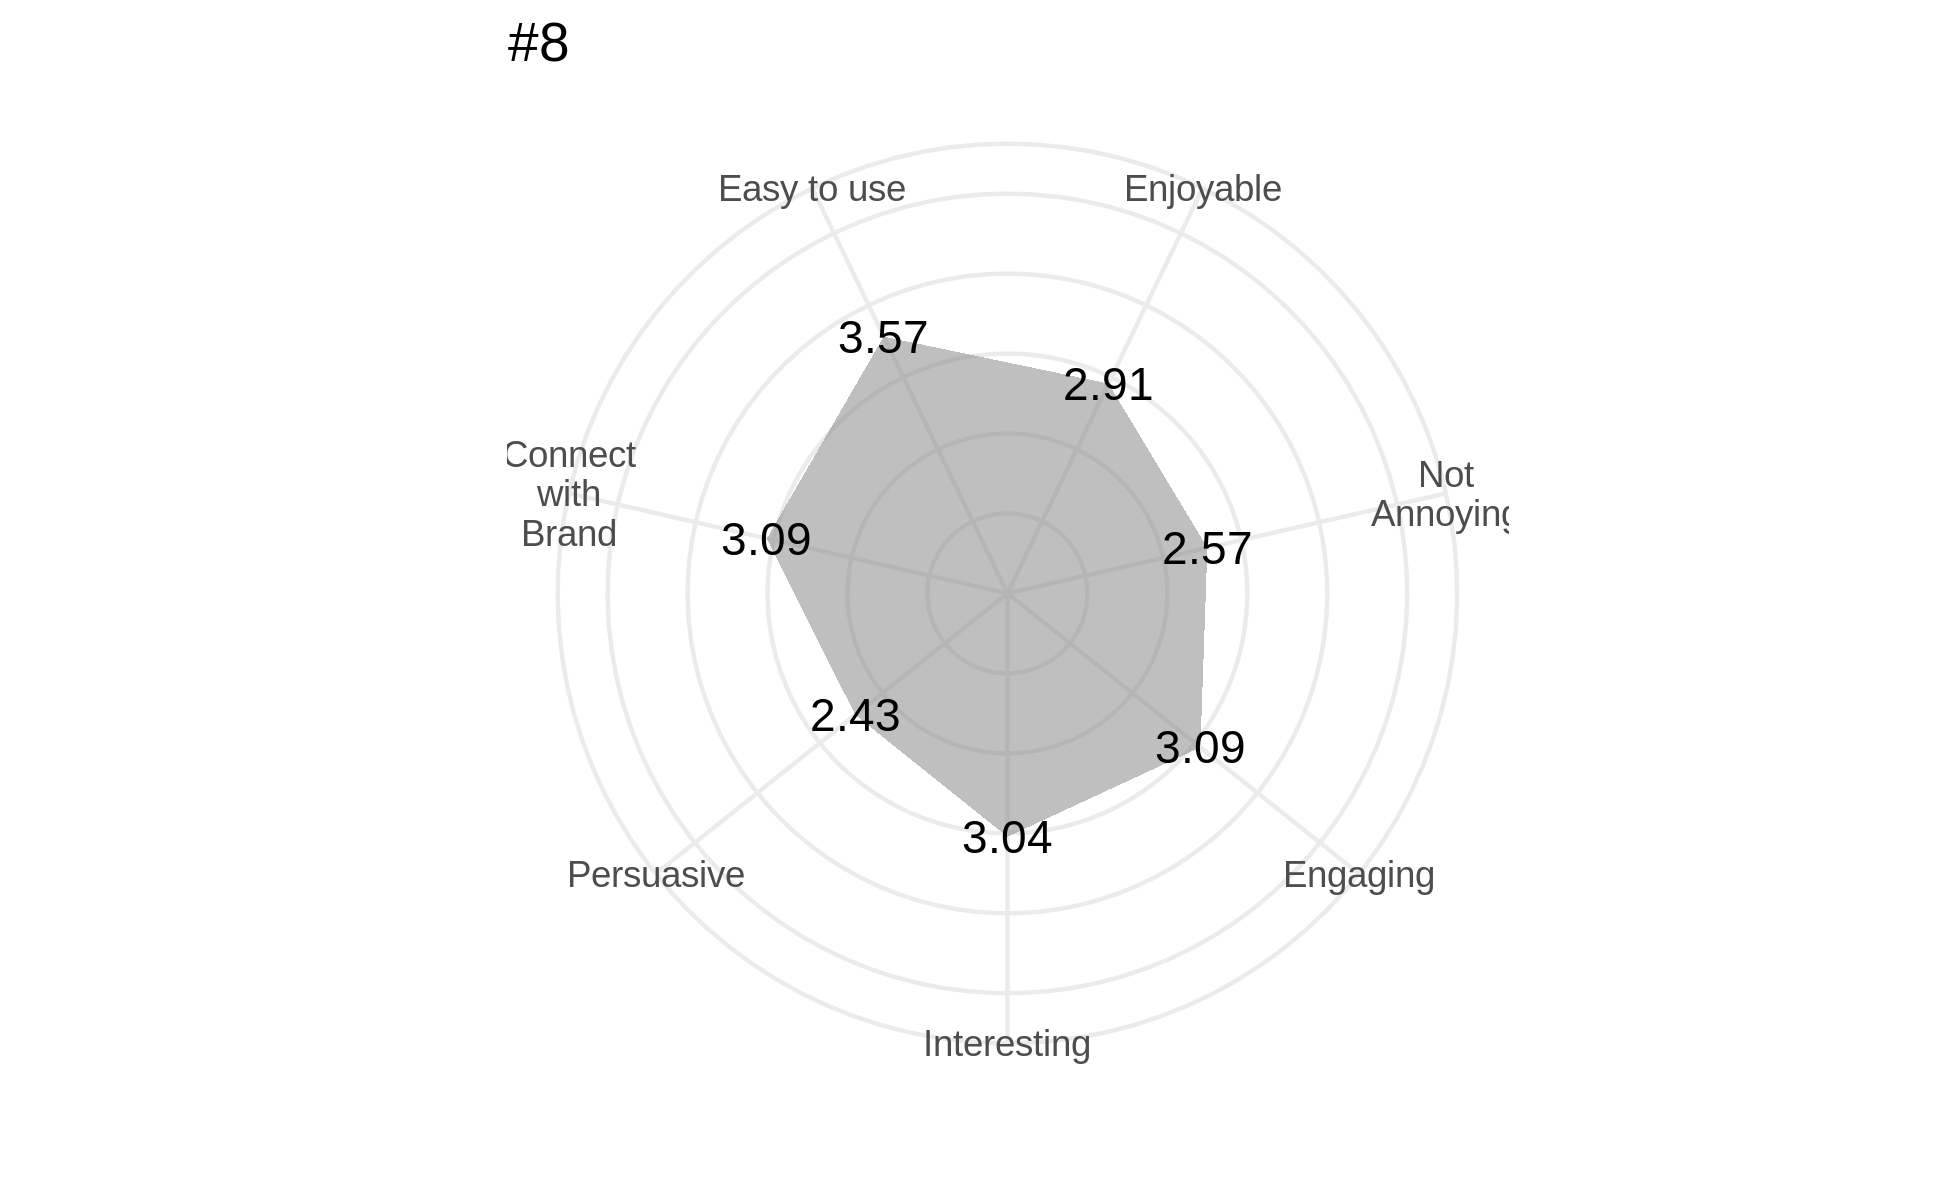 #8
Easy to use
Enjoyable
3.57
2.91
Connect
with
Brand
Not
Annoying
3.09
2.57
2.43
3.09
3.04
Persuasive
Engaging
Interesting